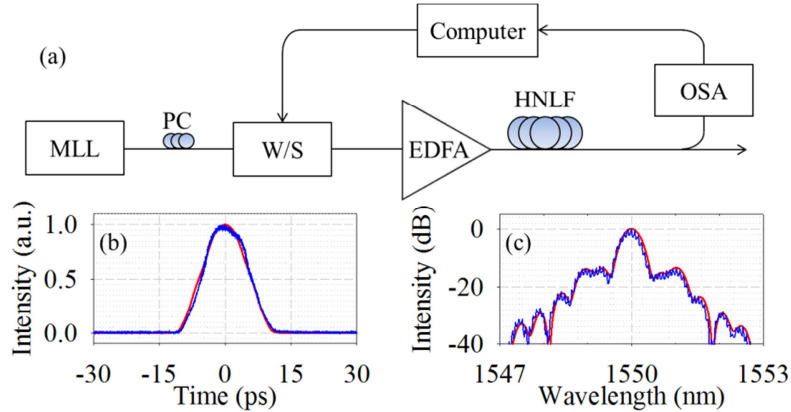 (a)
Computer
PC
HNLF
OSA
MLL
W/S
EDFA
(b)
Intensity (a.u.)
1.0
0.5
0.0
-30 -15 0 15 30
Time (ps)
(c)
Intensity (dB)
0
-20
-40
1547 1550 1553
Wavelength (nm)